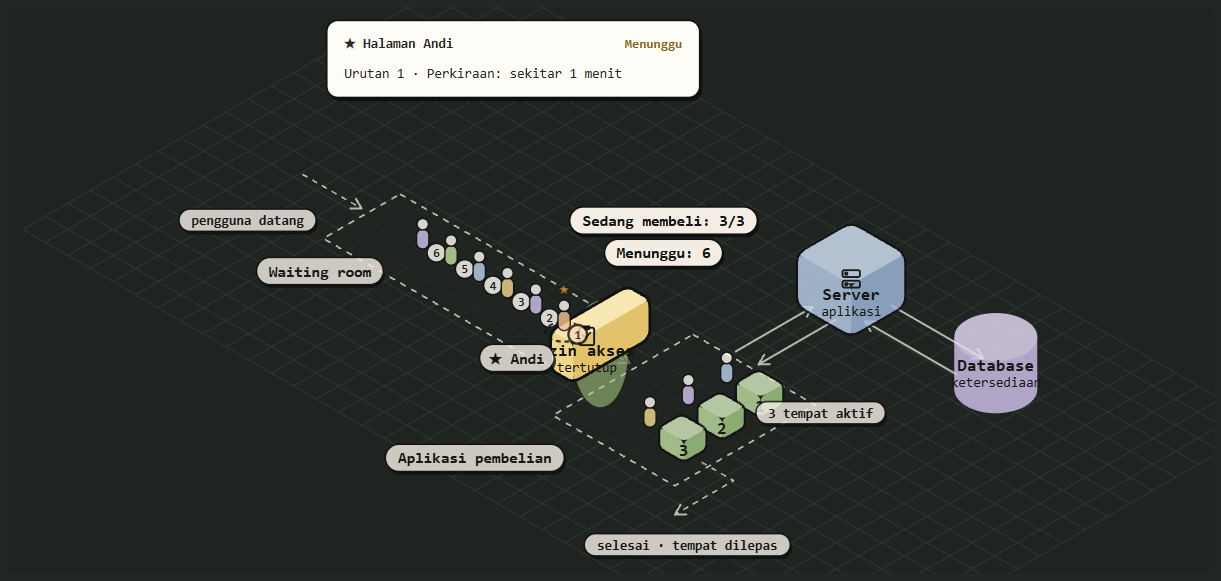 ★ Halaman Andi
Menunggu
Urutan 1 · Perkiraan: sekitar 1 menit
pengguna datang
Sedang membeli: 3/3
Menunggu: 6
Waiting room
6
5
4
3
2
1
Server
aplikasi
zin akses
tertutup
★ Andi
Database
ketersediaan
3 tempat aktif
2
3
Aplikasi pembelian
selesai · tempat dilepas